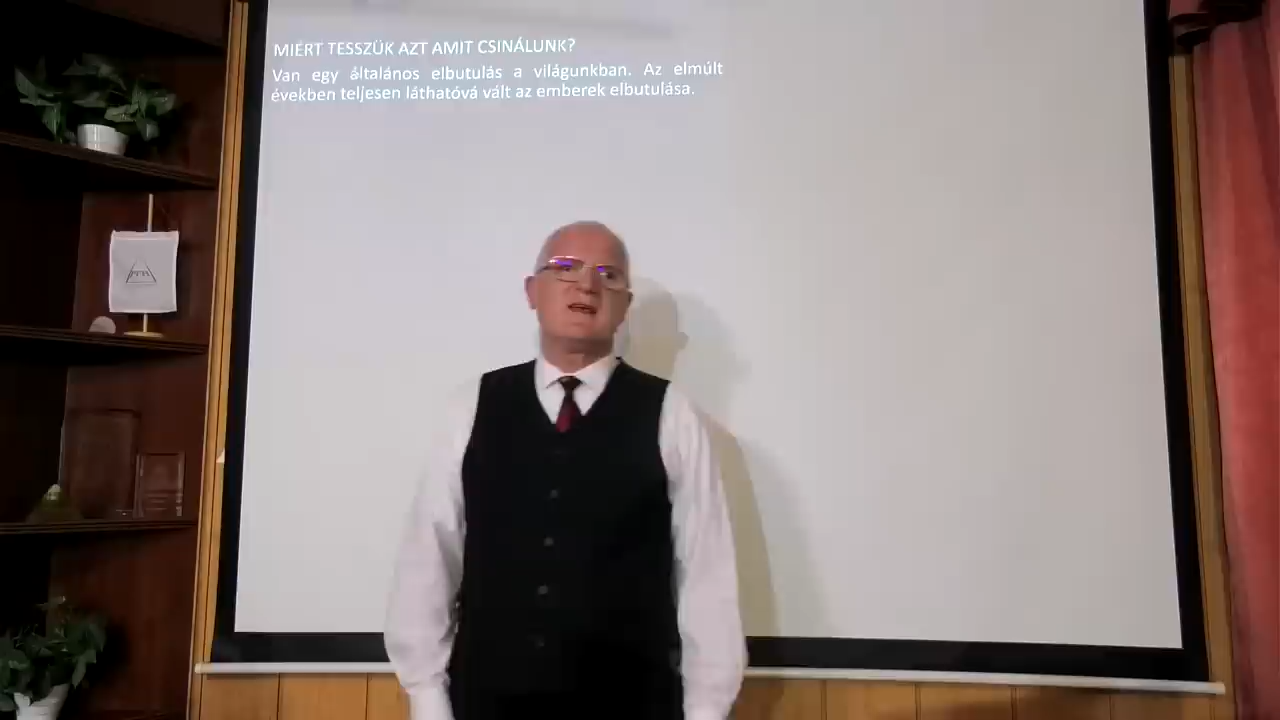 MIÉRT TESSZÜK AZT AMIT CSINÁLUNK?
Van egy általános elbutulás a világunkban. Az elmúlt
években teljesen láthatóvá vált az emberek elbutulása.